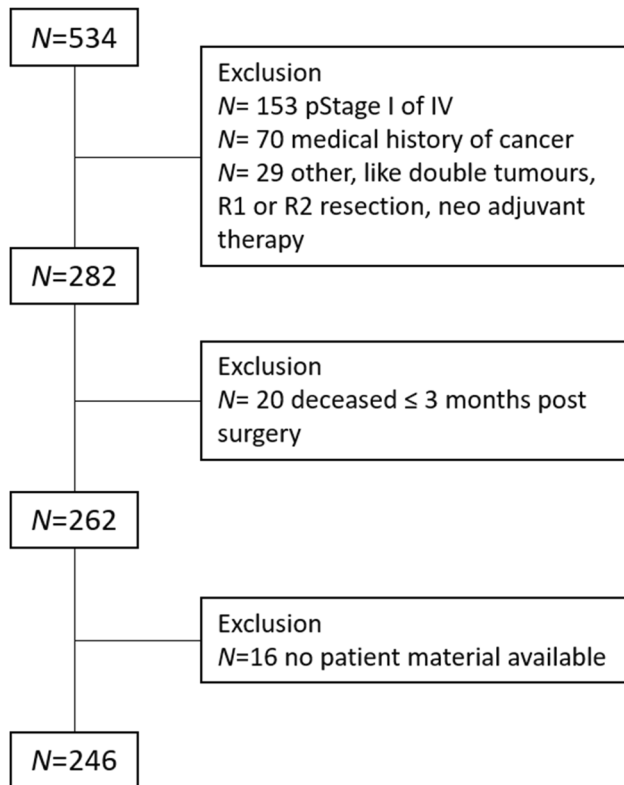 N=534
Exclusion
N= 153 pStage I of IV
N= 70 medical history of cancer
N= 29 other, like double tumours,
R1 or R2 resection, neo adjuvant
therapy
N=282
Exclusion
N= 20 deceased ≤ 3 months post
surgery
N=262
Exclusion
N=16 no patient material available
N=246